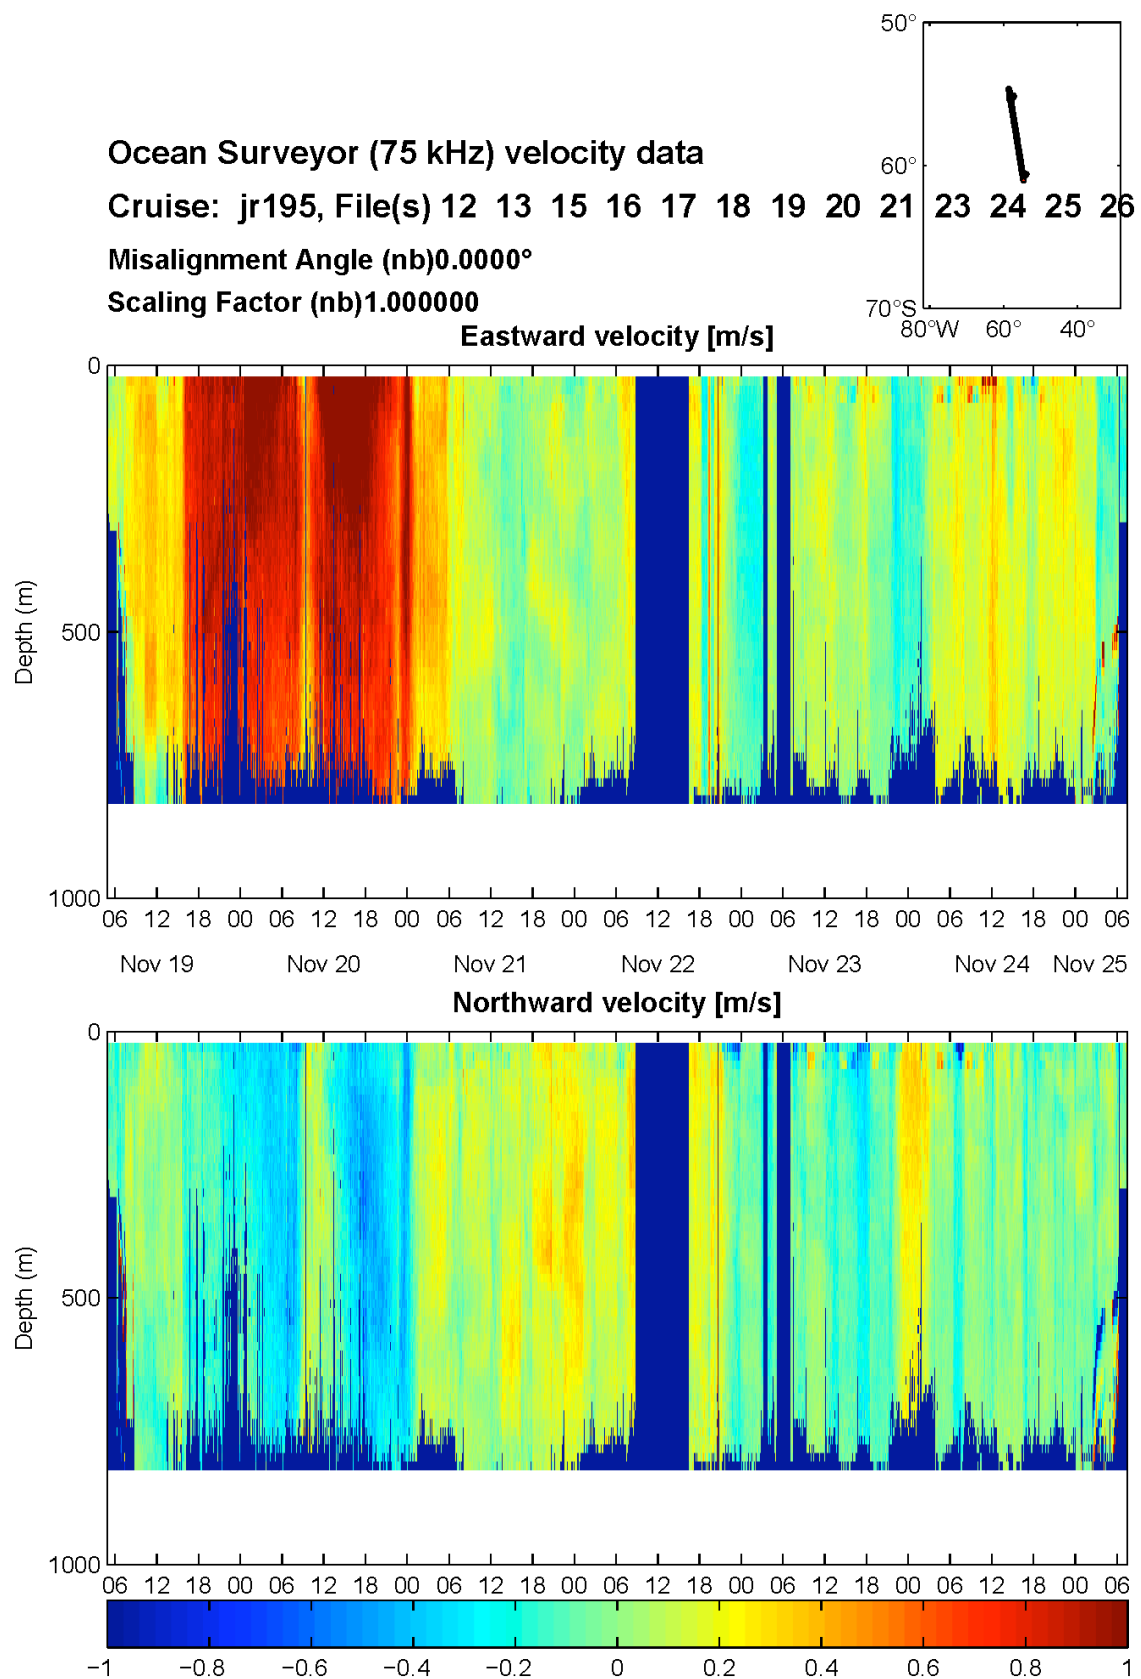 50°
60°
70°S
80°W 60° 40°
Ocean Surveyor (75 kHz) velocity data
Cruise: jr195, File(s) 12 13 15 16 17 18 19 20 21 23 24 25 26
Misalignment Angle (nb)0.0000°
Scaling Factor (nb)1.000000
Eastward velocity [m/s]
0
500
1000
Depth (m)
06 12 18 00 06 12 18 00 06 12 18 00 06 12 18 00 06 12 18 00 06 12 18 00 06
Nov 19 Nov 20 Nov 21 Nov 22 Nov 23 Nov 24 Nov 25
Northward velocity [m/s]
0
500
1000
Depth (m)
06 12 18 00 06 12 18 00 06 12 18 00 06 12 18 00 06 12 18 00 06 12 18 00 06
−1 −0.8 −0.6 −0.4 −0.2 0 0.2 0.4 0.6 0.8 1